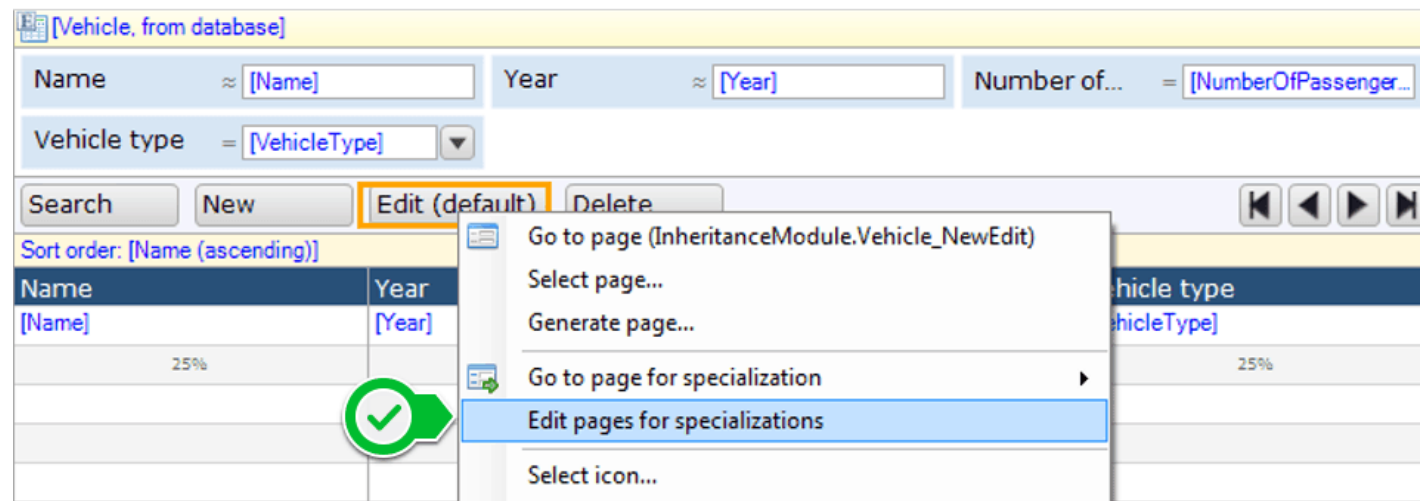 [Vehicle, from database]
Name ≈ [Name] Year ≈ [Year] Number of... = [NumberOfPassenger...]
Vehicle type = [VehicleType]
Search New Edit (default) Delete
Go to page (InheritanceModule.Vehicle_NewEdit)
Sort order: [Name (ascending)]
Select page...
Name Year hicle type
[Name] [Year] hicleType]
Generate page...
25% 25%
Go to page for specialization
Edit pages for specializations
Select icon...